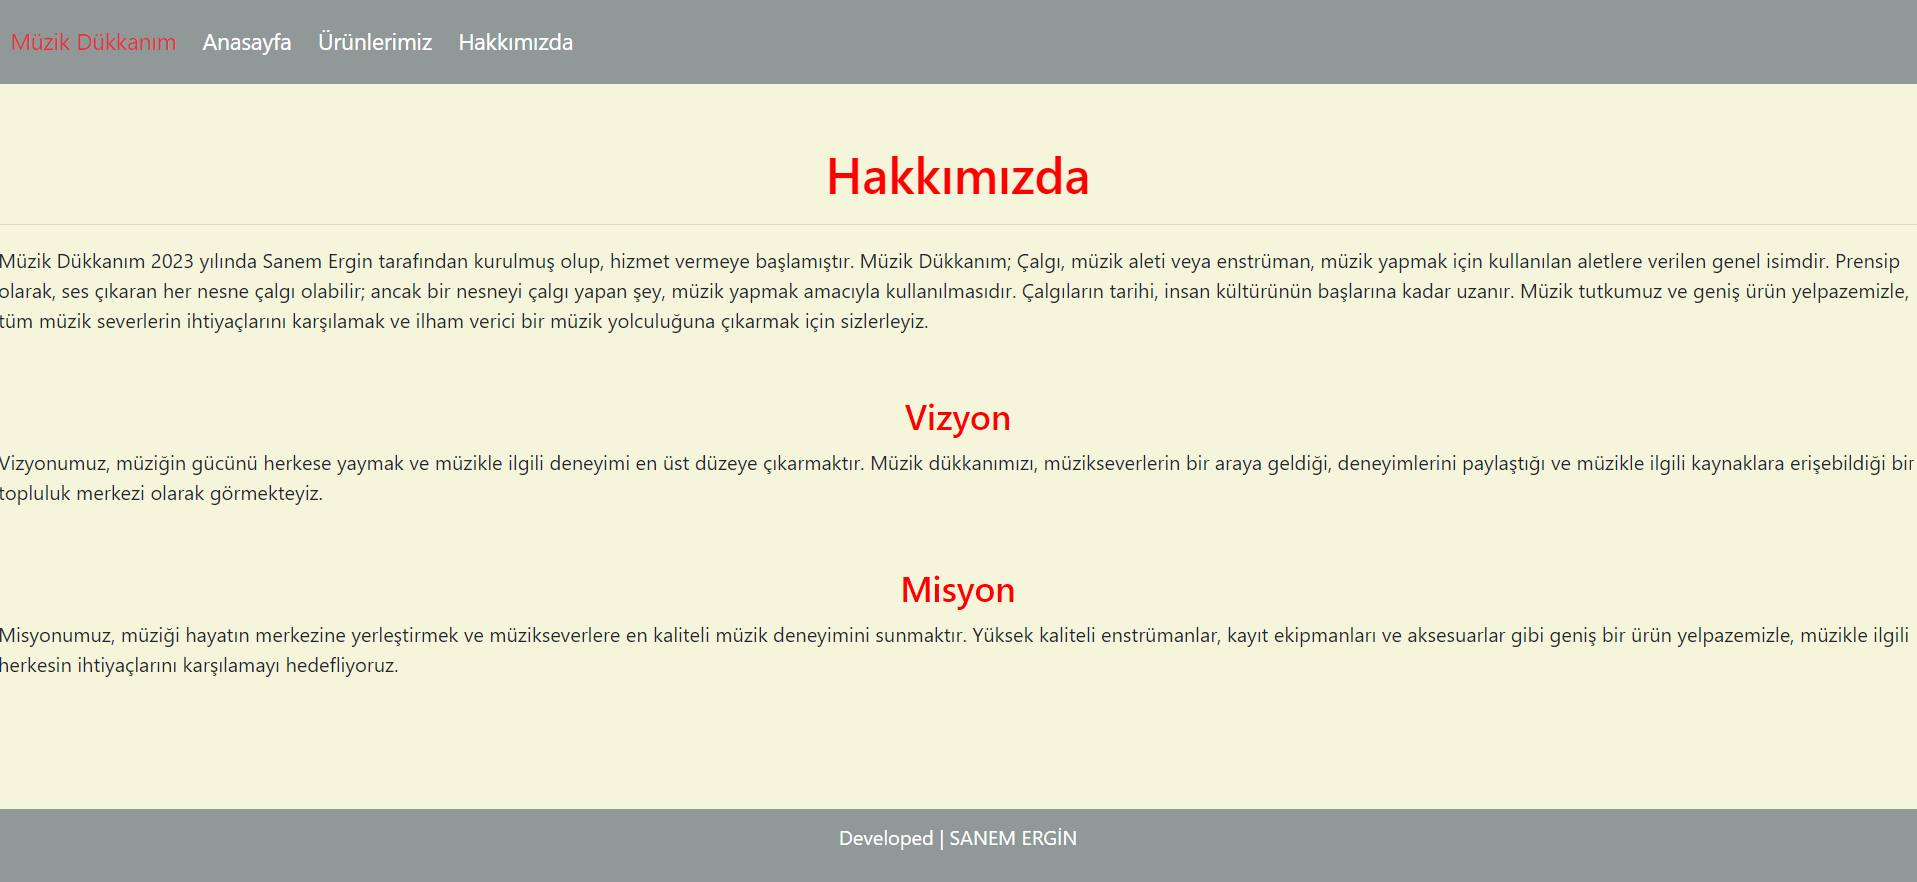 Müzik Dükkanım Anasayfa Ürünlerimiz Hakkımızda
Hakkımızda
Müzik Dükkanım 2023 yılında Sanem Ergin tarafından kurulmuş olup, hizmet vermeye başlamıştır. Müzik Dükkanım; Çalgı, müzik aleti veya enstrüman, müzik yapmak için kullanılan aletlere verilen genel isimdir. Prensip
olarak, ses çıkaran her nesne çalgı olabilir; ancak bir nesneyi çalgı yapan şey, müzik yapmak amacıyla kullanılmasıdır. Çalgıların tarihi, insan kültürünün başlarına kadar uzanır. Müzik tutkumuz ve geniş ürün yelpazemizle,
tüm müzik severlerin ihtiyaçlarını karşılamak ve ilham verici bir müzik yolculuğuna çıkarmak için sizlerleyiz.
Vizyon
Vizyonumuz, müziğin gücünü herkese yaymak ve müzikle ilgili deneyimi en üst düzeye çıkarmaktır. Müzik dükkanımızı, müzikseverlerin bir araya geldiği, deneyimlerini paylaştığı ve müzikle ilgili kaynaklara erişebildiği bir
topluluk merkezi olarak görmekteyiz.
Misyon
Misyonumuz, müziği hayatın merkezine yerleştirmek ve müzikseverlere en kaliteli müzik deneyimini sunmaktır. Yüksek kaliteli enstrümanlar, kayıt ekipmanları ve aksesuarlar gibi geniş bir ürün yelpazemizle, müzikle ilgili
herkesin ihtiyaçlarını karşılamayı hedefliyoruz.
Developed | SANEM ERGİN